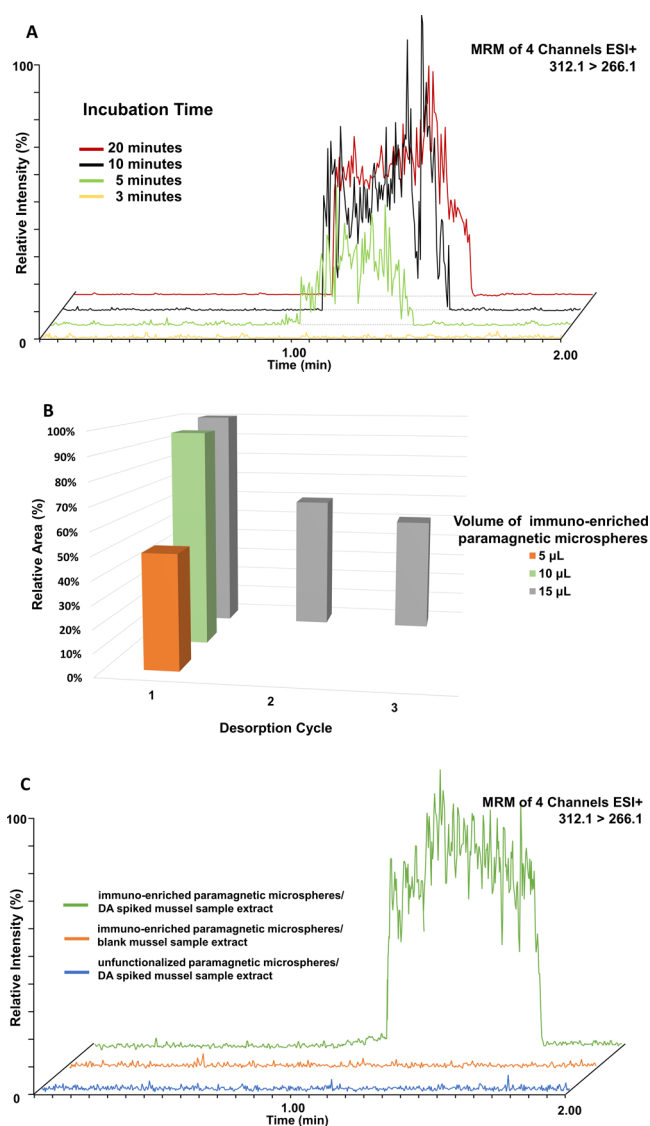 A
MRM of 4 Channels ESI+
312.1 > 266.1
100
Incubation Time
20 minutes
10 minutes
5 minutes
3 minutes
Relative Intensity (%)
0
1.00
2.00
Time (min)
B
100%
90%
80%
70%
60%
50%
40%
30%
20%
10%
0%
Relative Area (%)
Volume of immuno-enriched
paramagnetic microspheres
5 µL
10 µL
15 µL
1
2
3
Desorption Cycle
C
MRM of 4 Channels ESI+
312.1 > 266.1
100
immuno-enriched paramagnetic microspheres/
DA spiked mussel sample extract
immuno-enriched paramagnetic microspheres/
blank mussel sample extract
unfunctionalized paramagnetic microspheres/
DA spiked mussel sample extract
Relative Intensity (%)
0
1.00
2.00
Time (min)